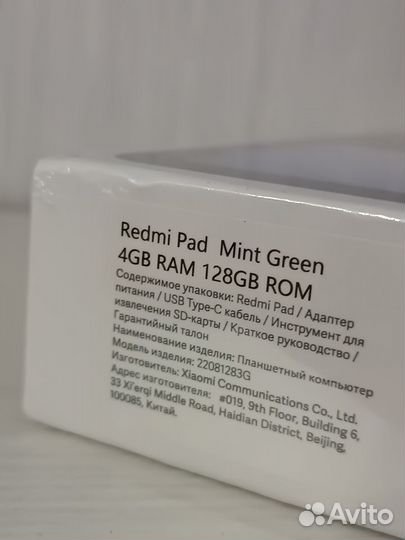 Redmi Pad Mint Green
4GB RAM 128GB ROM
Содержимое упаковки: Redmi Pad / Адаптер
питания / USB Type-C кабель / Инструмент для
извлечения SD-карты / Краткое руководство /
Гарантийный талон
Наименование изделия: Планшетный компьютер
Модель изделия: 22081283G
Изготовитель: Xiaomi Communications Co., Ltd.
Адрес изготовителя: #019, 9th Floor, Building 6,
33 Xi'erqi Middle Road, Haidian District, Beijing,
100085, Китай.
Avito